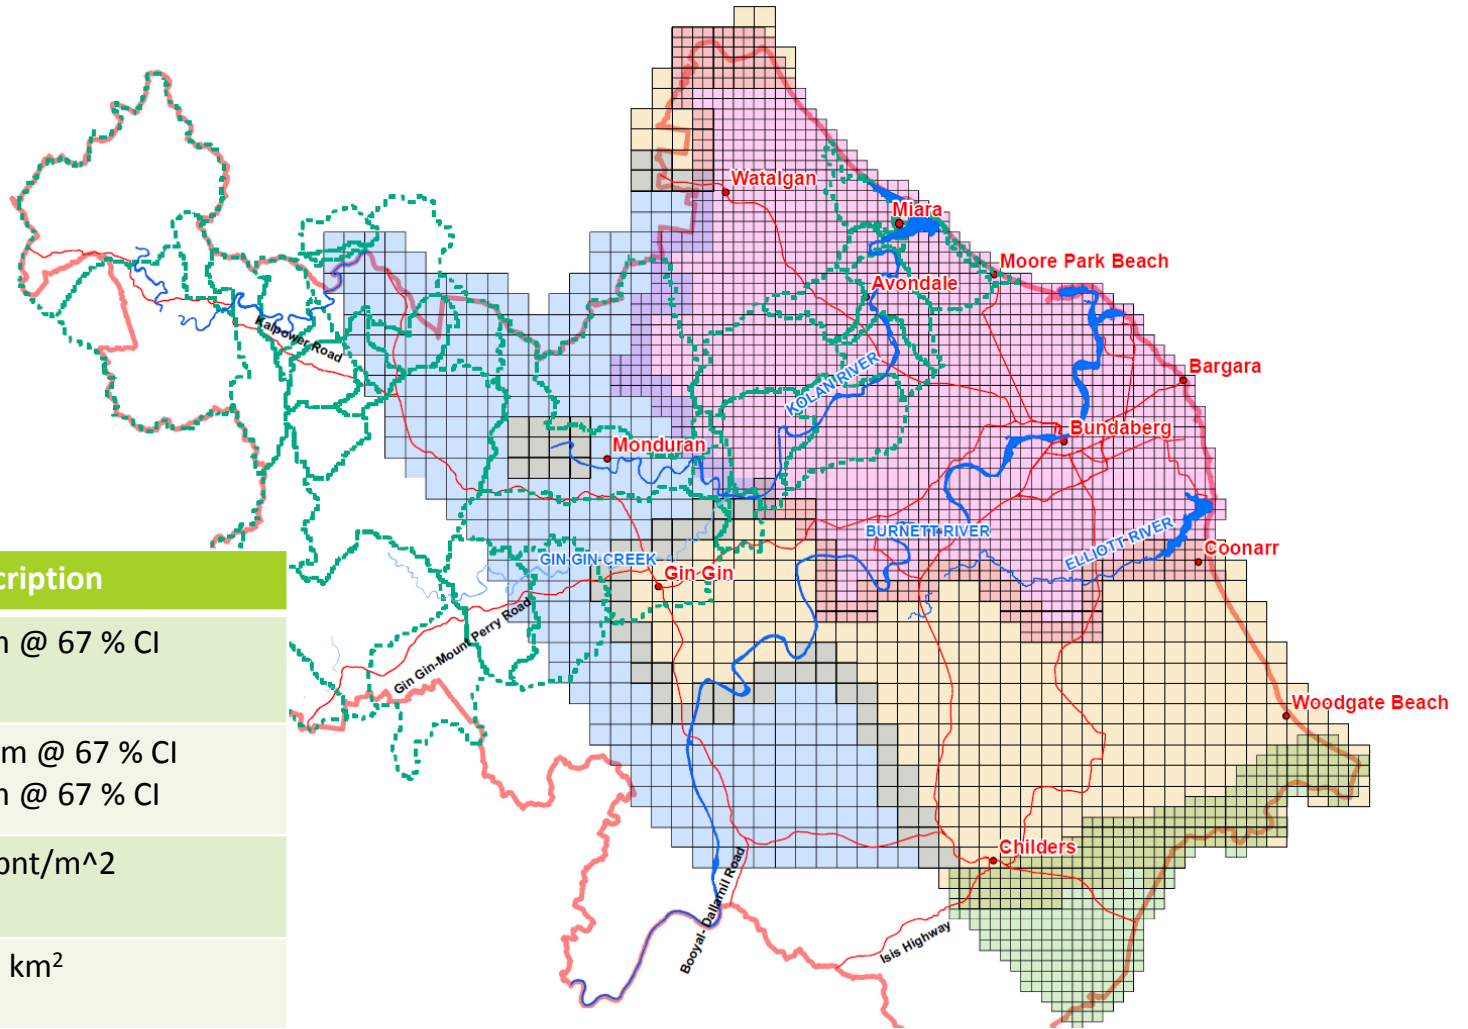 Watalgan
Miara
Moore Park Beach
Avondale
Kalpower Road
Bargara
KOLAN RIVER
Bundaberg
Monduran
BURNETT RIVER
ELLIOTT RIVER
Coonarr
GIN GIN CREEK
Gin Gin
Gin Gin-Mount Perry Road
cription
@ 67 % CI
m @ 67 % CI
@ 67 % CI
pnt/m^2
km²
Woodgate Beach
Childers
Booyal- Dallarnil Road
Isis Highway